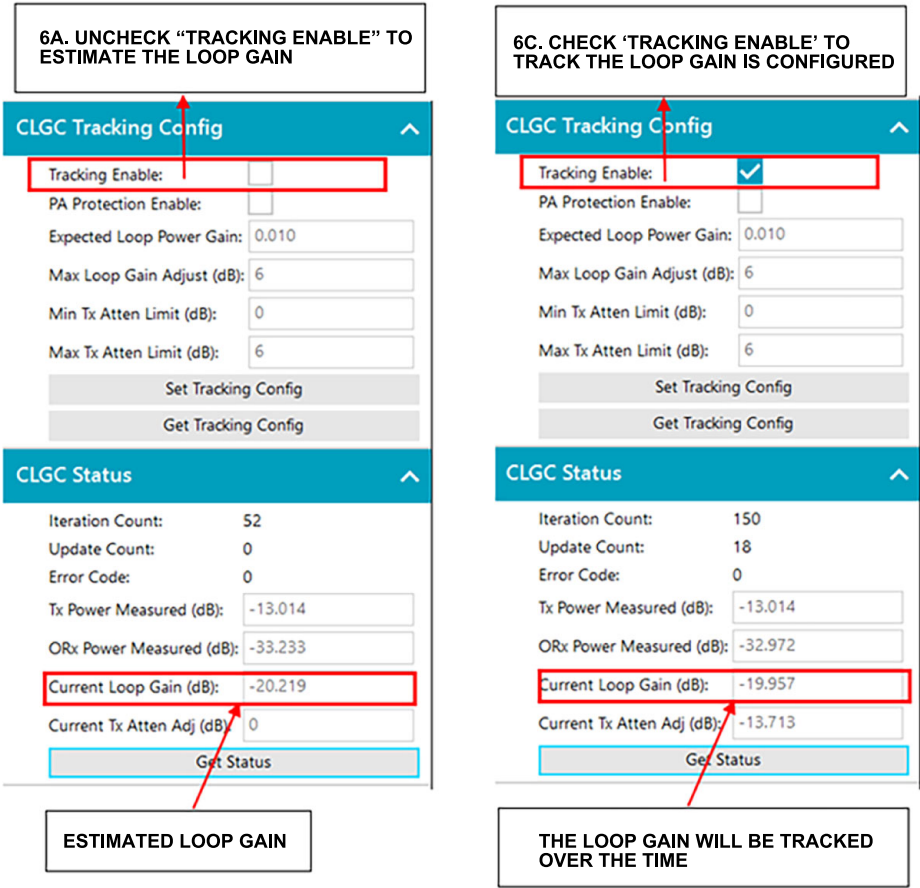 6A. UNCHECK “TRACKING ENABLE” TO
ESTIMATE THE LOOP GAIN
CLGC Tracking Config
Tracking Enable:
PA Protection Enable:
Expected Loop Power Gain: 0.010
Max Loop Gain Adjust (dB): 6
Min Tx Atten Limit (dB): 0
Max Tx Atten Limit (dB): 6
Set Tracking Config
Get Tracking Config
CLGC Status
Iteration Count: 52
Update Count: 0
Error Code: 0
Tx Power Measured (dB): -13.014
ORx Power Measured (dB): -33.233
Current Loop Gain (dB): -20.219
Current Tx Atten Adj (dB): 0
Get Status
ESTIMATED LOOP GAIN
6C. CHECK ‘TRACKING ENABLE’ TO
TRACK THE LOOP GAIN IS CONFIGURED
CLGC Tracking Config
Tracking Enable:
PA Protection Enable:
Expected Loop Power Gain: 0.010
Max Loop Gain Adjust (dB): 6
Min Tx Atten Limit (dB): 0
Max Tx Atten Limit (dB): 6
Set Tracking Config
Get Tracking Config
CLGC Status
Iteration Count: 150
Update Count: 18
Error Code: 0
Tx Power Measured (dB): -13.014
ORx Power Measured (dB): -32.972
Current Loop Gain (dB): -19.957
Current Tx Atten Adj (dB): -13.713
Get Status
THE LOOP GAIN WILL BE TRACKED
OVER THE TIME